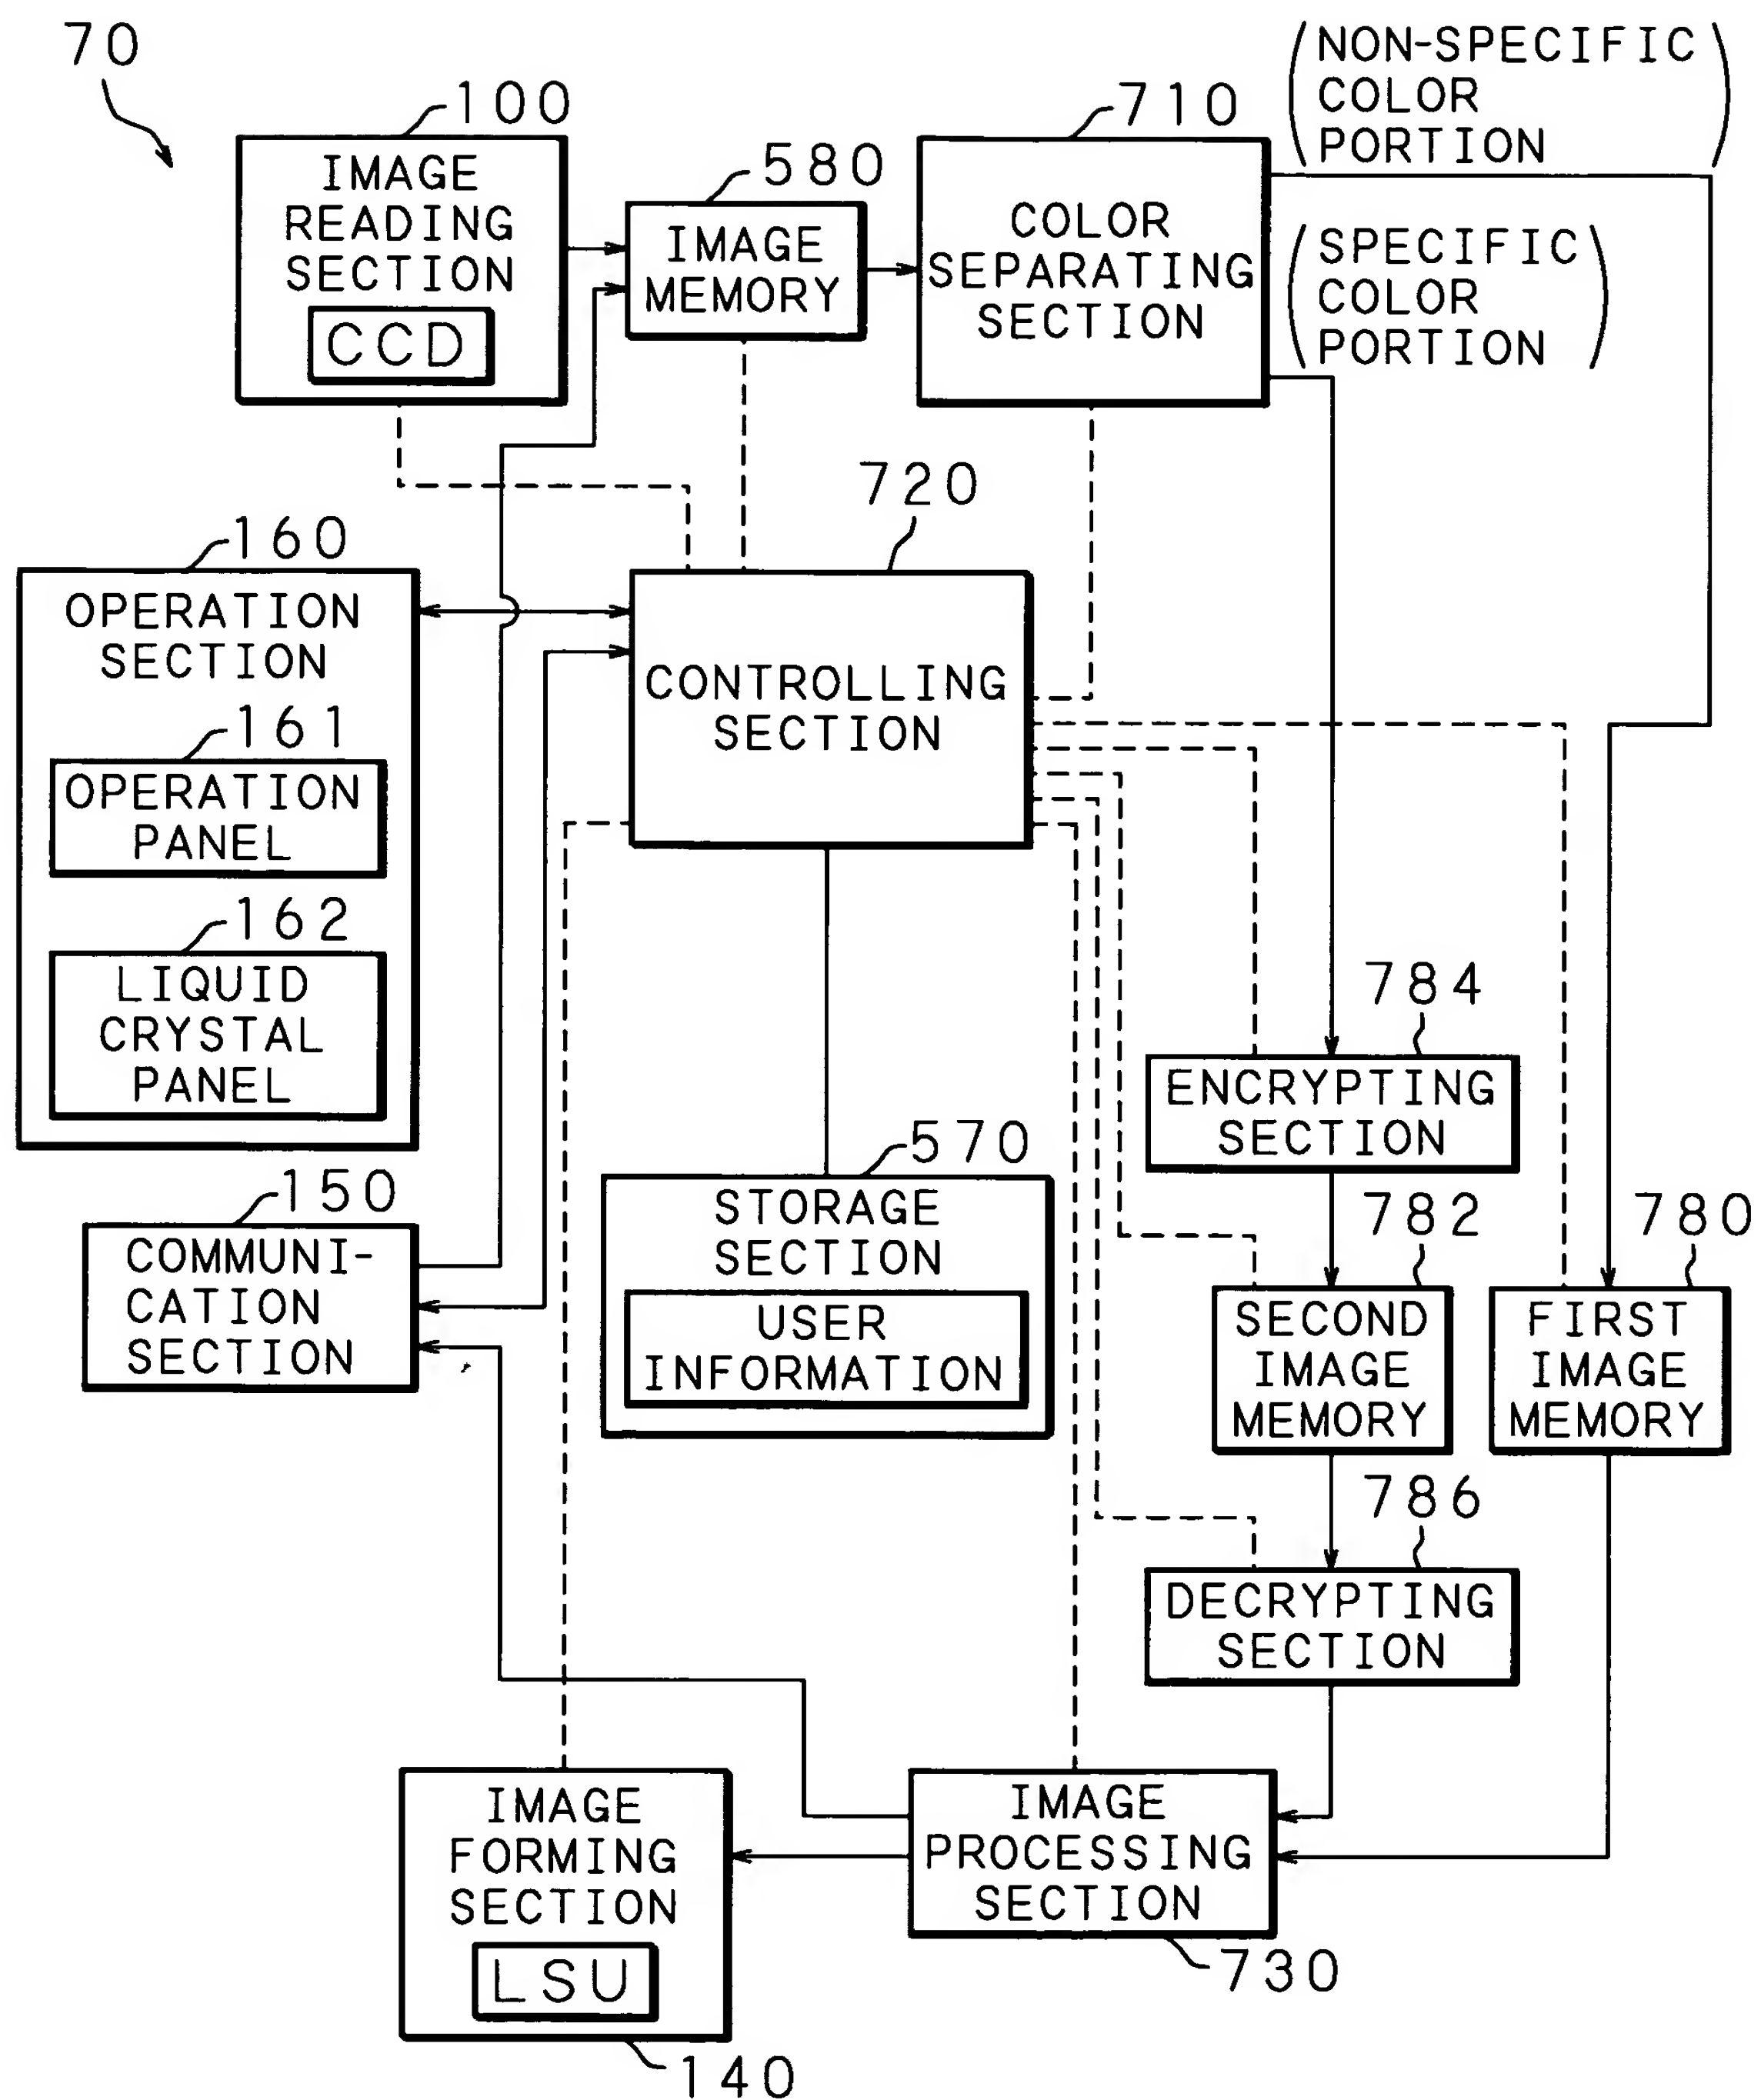 70
100
IMAGE
READING
SECTION
CCD
580
IMAGE
MEMORY
710
COLOR
SEPARATING
SECTION
(NON-SPECIFIC
COLOR
PORTION)
(SPECIFIC
COLOR
PORTION)
720
CONTROLLING
SECTION
160
OPERATION
SECTION
161
OPERATION
PANEL
162
LIQUID
CRYSTAL
PANEL
150
COMMUNI-
CATION
SECTION
570
STORAGE
SECTION
USER
INFORMATION
784
ENCRYPTING
SECTION
782
SECOND
IMAGE
MEMORY
780
FIRST
IMAGE
MEMORY
786
DECRYPTING
SECTION
IMAGE
FORMING
SECTION
LSU
140
IMAGE
PROCESSING
SECTION
730